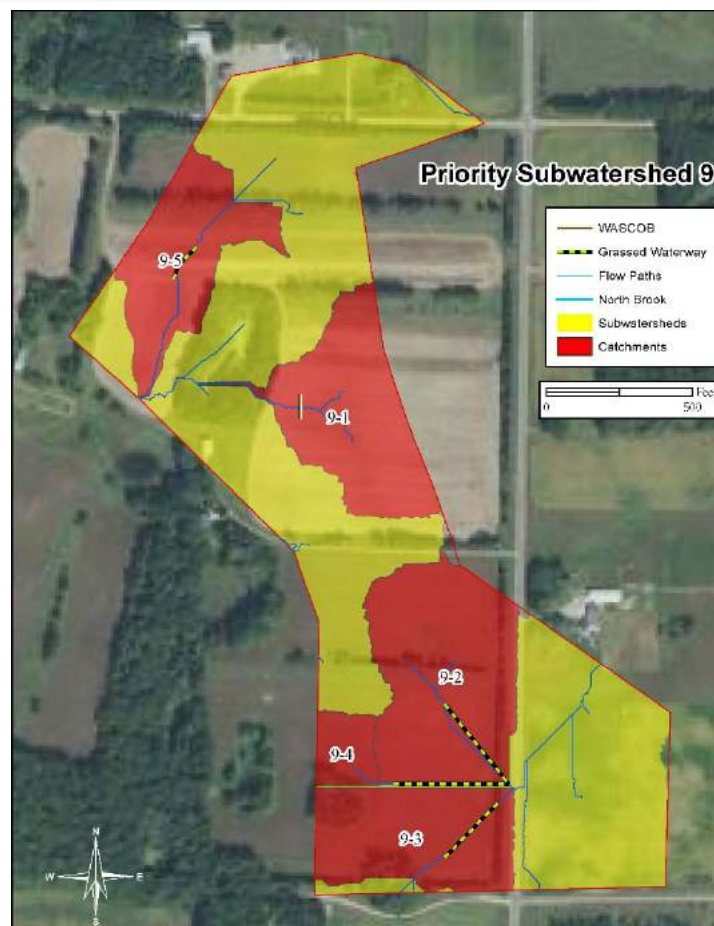 Priority Subwatershed 9
WASCOB
Grassed Waterway
Flow Paths
North Brook
Subwatersheds
Catchments
Fee
0 500
9-5
9-1
9-2
9-4
9-3
N
W E
S